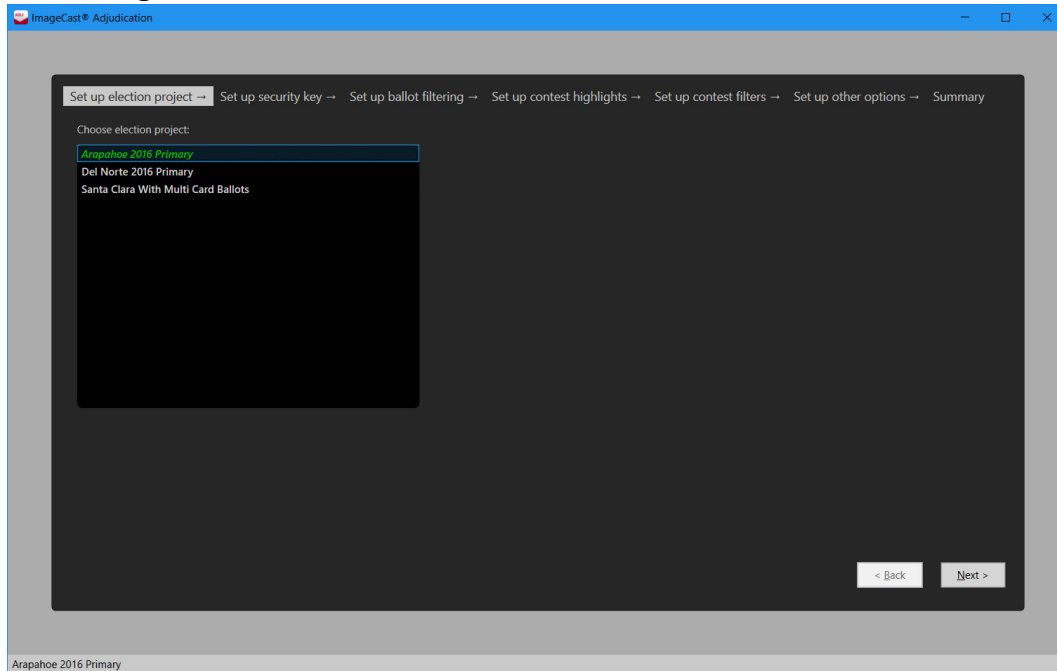 ImageCast® Adjudication
Set up election project → Set up security key → Set up ballot filtering → Set up contest highlights → Set up contest filters → Set up other options → Summary
Choose election project:
Arapahoe 2016 Primary
Del Norte 2016 Primary
Santa Clara With Multi Card Ballots
< Back Next >
Arapahoe 2016 Primary